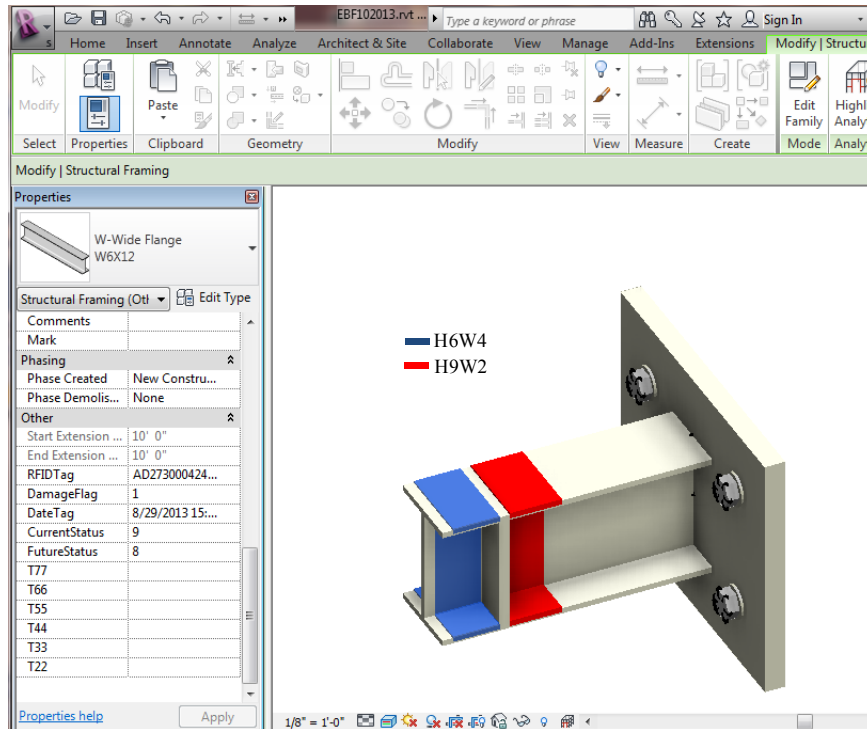 EBF102013.rvt ...
Type a keyword or phrase
Sign In
s
Home Insert Annotate Analyze Architect & Site Collaborate View Manage Add-Ins Extensions Modify | Structu
Modify
Paste
Edit Family
Highl Analy
Select Properties Clipboard Geometry Modify View Measure Create Mode Analy
Modify | Structural Framing
Properties
W-Wide Flange
W6X12
Structural Framing (Otl
Edit Type
Comments
Mark
Phasing
Phase Created New Constru...
Phase Demolis... None
Other
Start Extension ... 10' 0"
End Extension ... 10' 0"
RFIDTag AD273000424...
DamageFlag 1
DateTag 8/29/2013 15:...
CurrentStatus 9
FutureStatus 8
T77
T66
T55
T44
T33
T22
Properties help
Apply
H6W4
H9W2
1/8" = 1'-0"